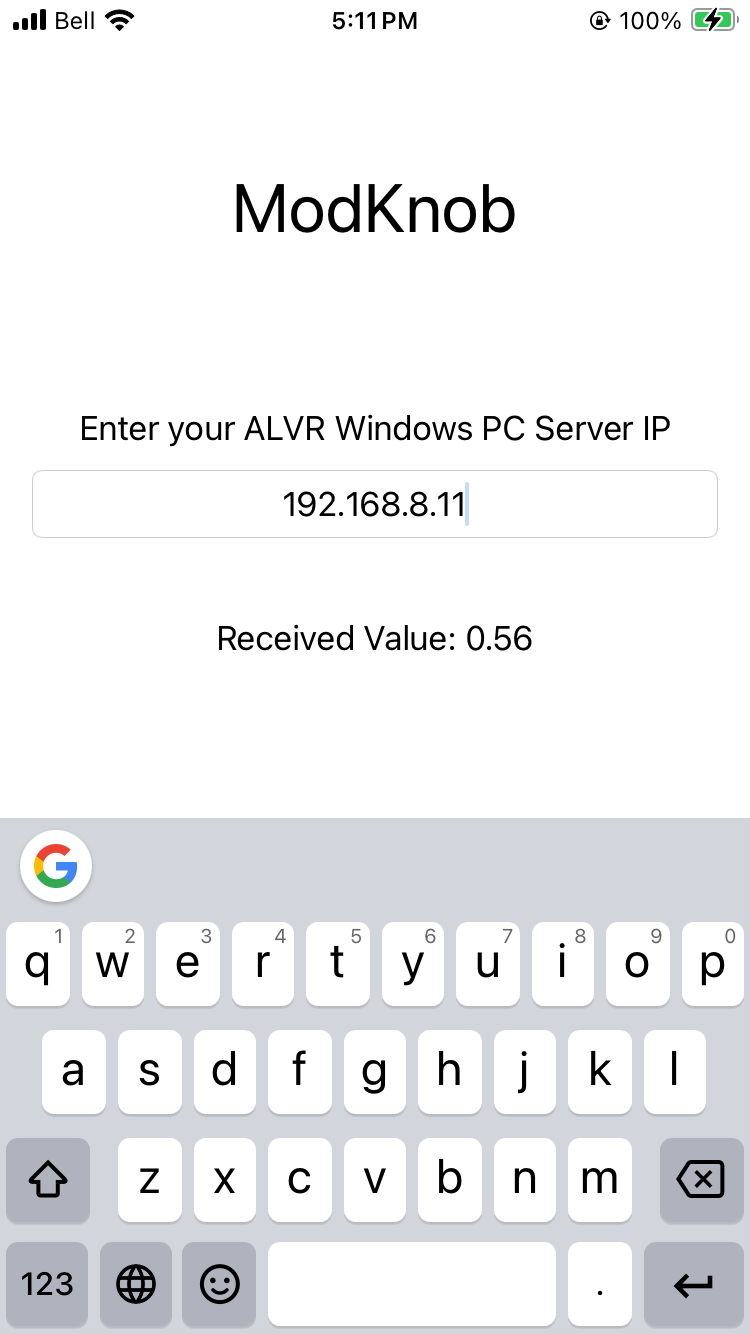 Bell 5:11 PM 100%
ModKnob
Enter your ALVR Windows PC Server IP
192.168.8.11
Received Value: 0.56
G
q 1 w 2 e 3 r 4 t 5 y 6 u 7 i 8 o 9 p 0
a s d f g h j k l
z x c v b n m
123 .